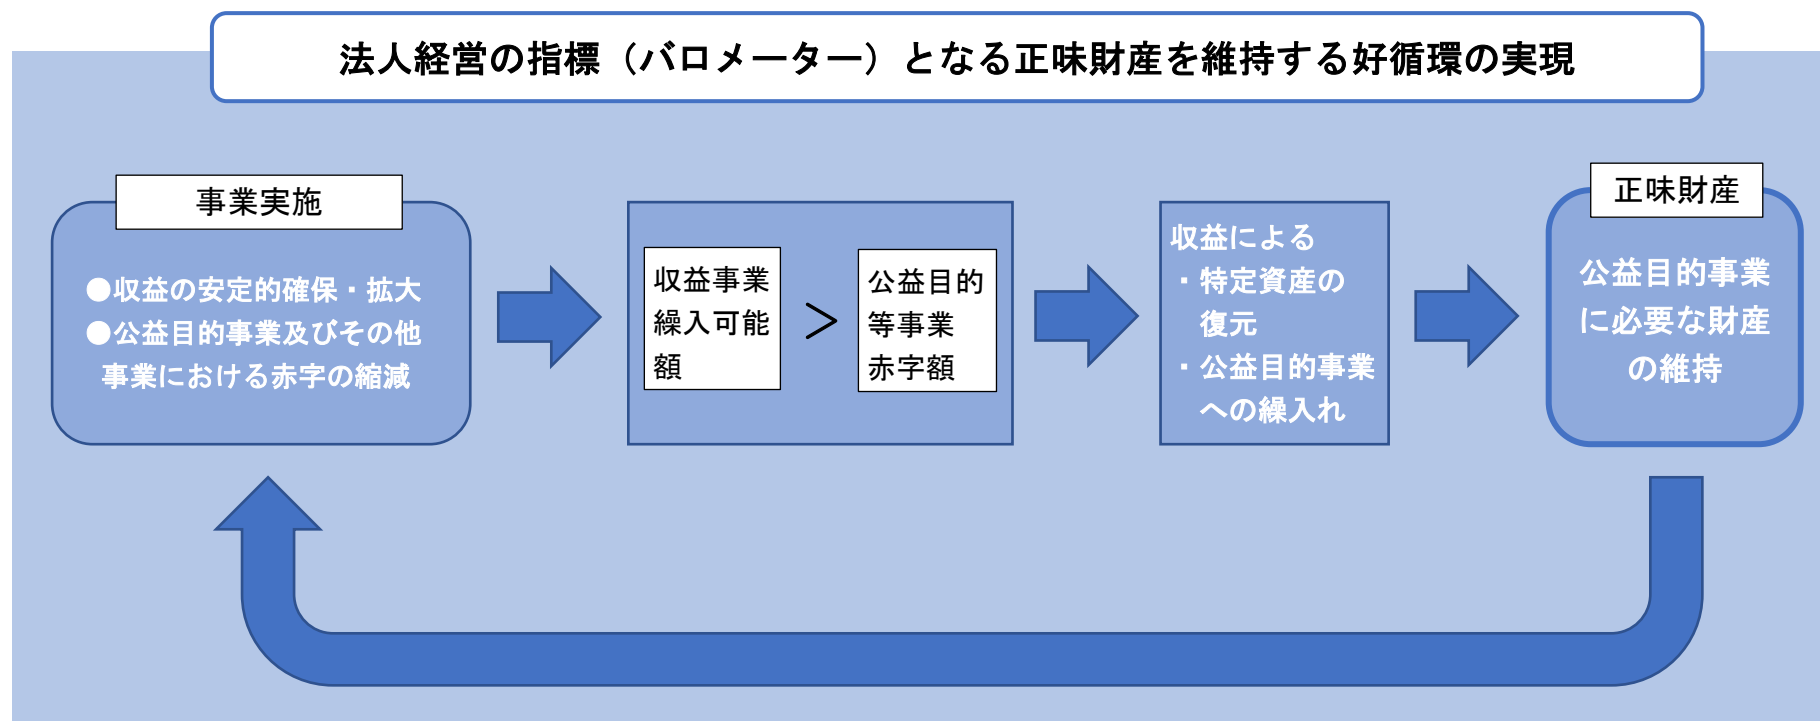 法人経営の指標（バロメーター）となる正味財産を維持する好循環の実現
事業実施
●収益の安定的確保・拡大
●公益目的事業及びその他
事業における赤字の縮減
収益事業
繰入可能
額
＞
公益目的
等事業
赤字額
収益による
・特定資産の
復元
・公益目的事業
への繰入れ
正味財産
公益目的事業
に必要な財産
の維持